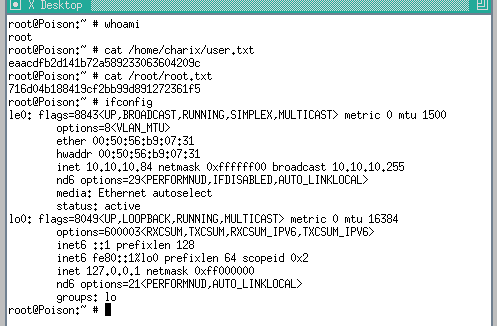 X Desktop
root@Poison:~ # whoami
root
root@Poison:~ # cat /home/charix/user.txt
eaacdfb2d141b72a589233063604209c
root@Poison:~ # cat /root/root.txt
716d04b188419cf2bb99d891272361f5
root@Poison:~ # ifconfig
le0: flags=8843<UP,BROADCAST,RUNNING,SIMPLEX,MULTICAST> metric 0 mtu 1500
options=8<VLAN_MTU>
ether 00:50:56:b9:07:31
hwaddr 00:50:56:b9:07:31
inet 10.10.10.84 netmask 0xffffff00 broadcast 10.10.10.255
nd6 options=29<PERFORMNUD,IFDISABLED,AUTO_LINKLOCAL>
media: Ethernet autoselect
status: active
lo0: flags=8049<UP,LOOPBACK,RUNNING,MULTICAST> metric 0 mtu 16384
options=600003<RXCSUM,TXCSUM,RXCSUM_IPV6,TXCSUM_IPV6>
inet6 ::1 prefixlen 128
inet6 fe80::1%lo0 prefixlen 64 scopeid 0x2
inet 127.0.0.1 netmask 0xff000000
nd6 options=21<PERFORMNUD,AUTO_LINKLOCAL>
groups: lo
root@Poison:~ #